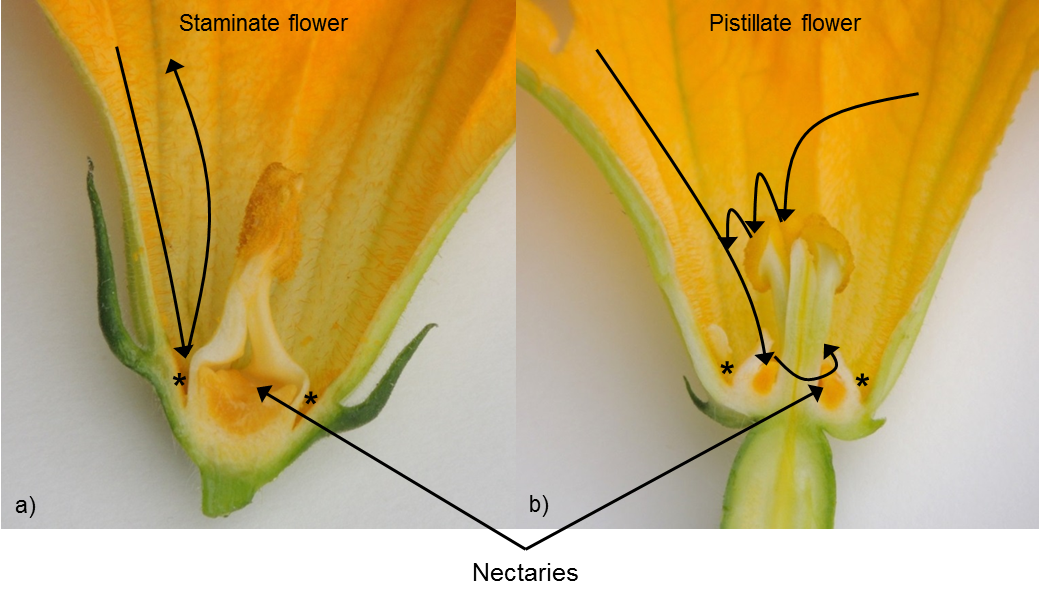 Staminate flower
Pistillate flower
*
*
*
*
a)
b)
Nectaries